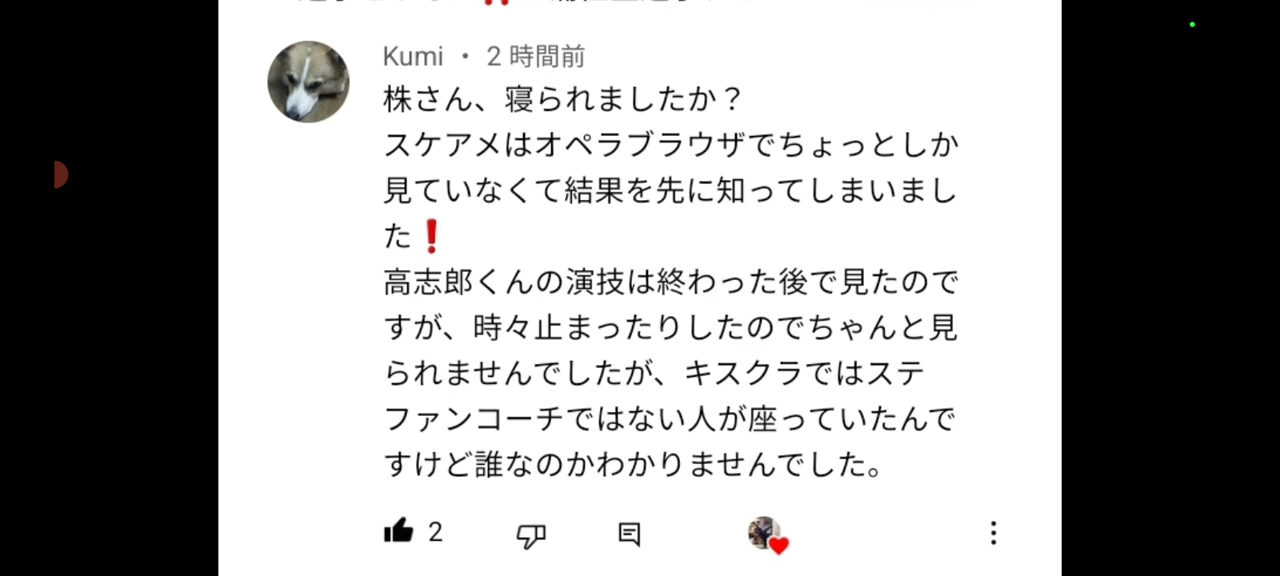 Kumi ・ 2 時間前
株さん、寝られましたか？
スケアメはオペラブラウザでちょっとしか
見ていなくて結果を先に知ってしまいまし
た❗
高志郎くんの演技は終わった後で見たので
すが、時々止まったりしたのでちゃんと見
られませんでしたが、キスクラではステ
ファンコーチではない人が座っていたんで
すけど誰なのかわかりませんでした。
2